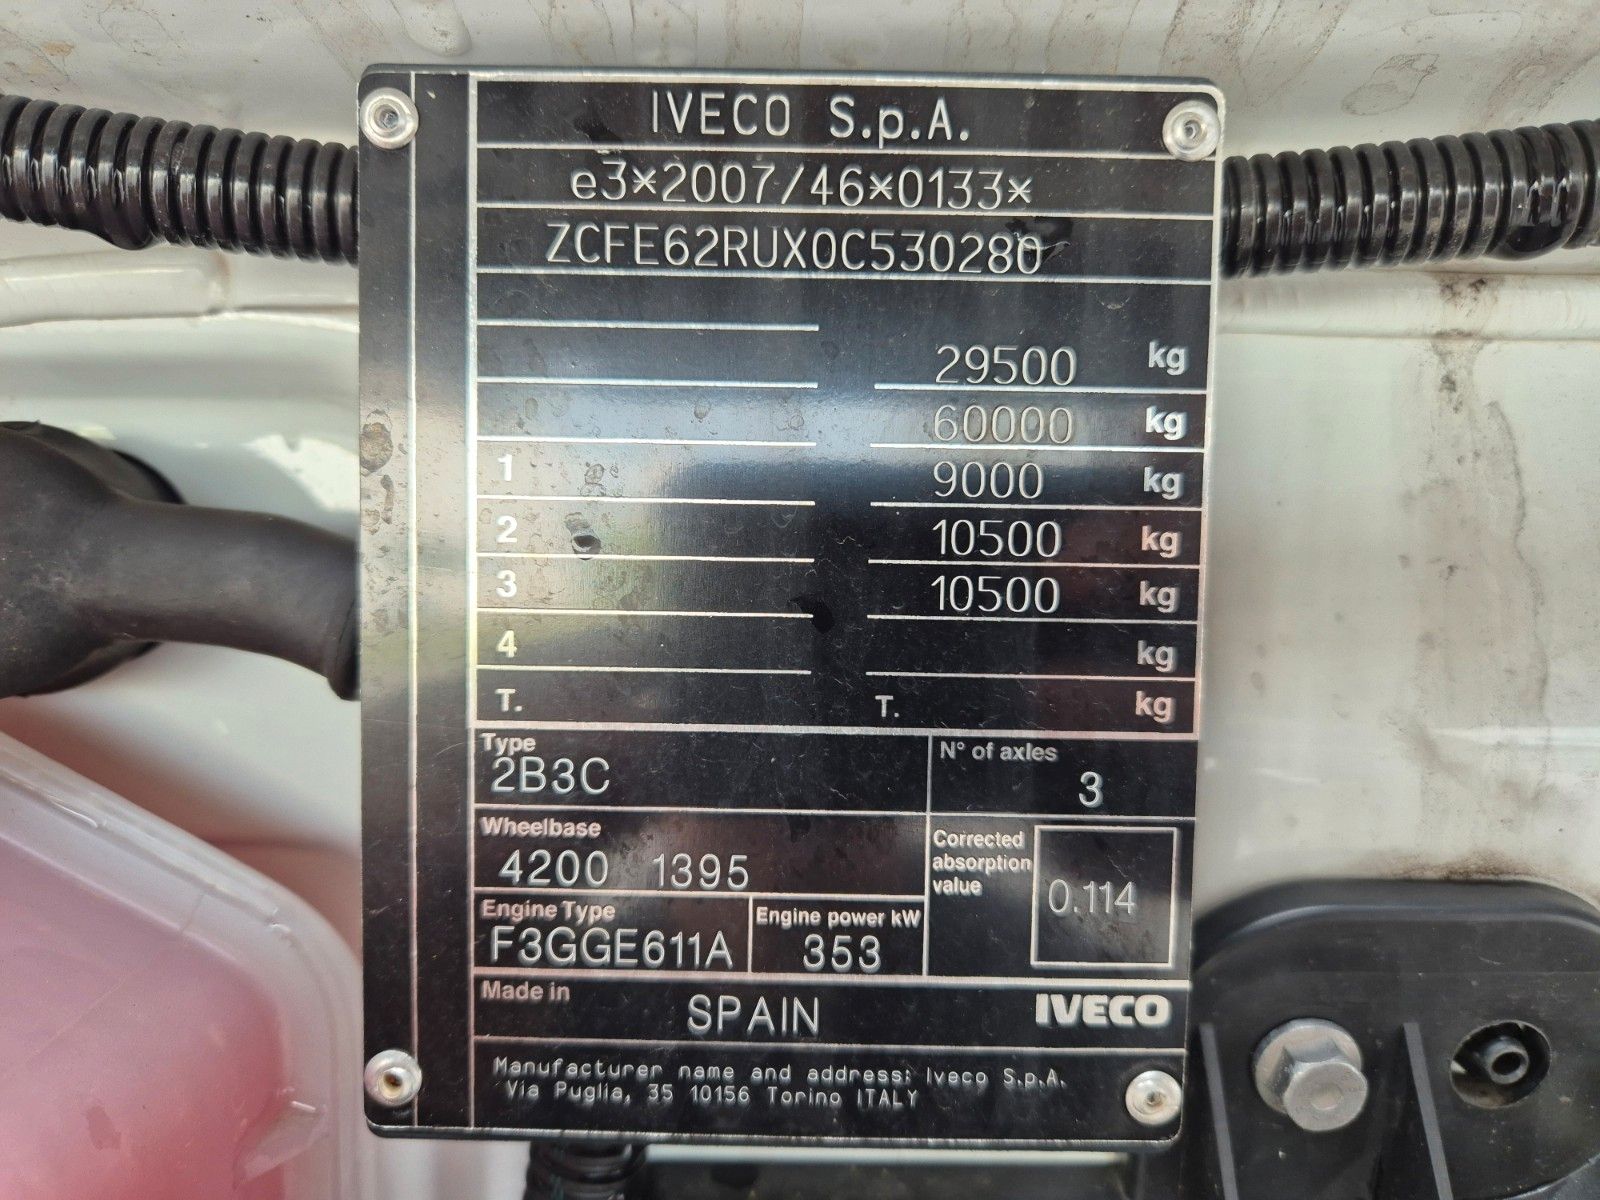 IVECO S.p.A.
e3*2007/46*0133*
ZCFE62RUX0C530280
29500 kg
60000 kg
1 9000 kg
2 10500 kg
3 10500 kg
4 kg
T. T. kg
Type N° of axles
2B3C 3
Wheelbase Corrected absorption value
4200 1395 0.114
Engine Type Engine power kW
F3GGE611A 353
Made in SPAIN IVECO
Manufacturer name and address: Iveco S.p.A.
Via Puglia, 35 10156 Torino ITALY